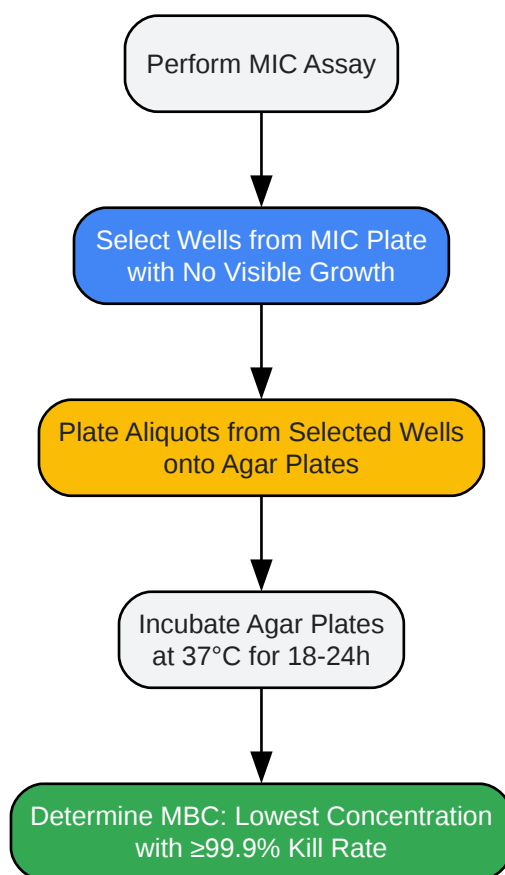 Perform MIC Assay
Select Wells from MIC Plate
with No Visible Growth
Plate Aliquots from Selected Wells
onto Agar Plates
Incubate Agar Plates
at 37°C for 18-24h
Determine MBC: Lowest Concentration
with ≥99.9% Kill Rate